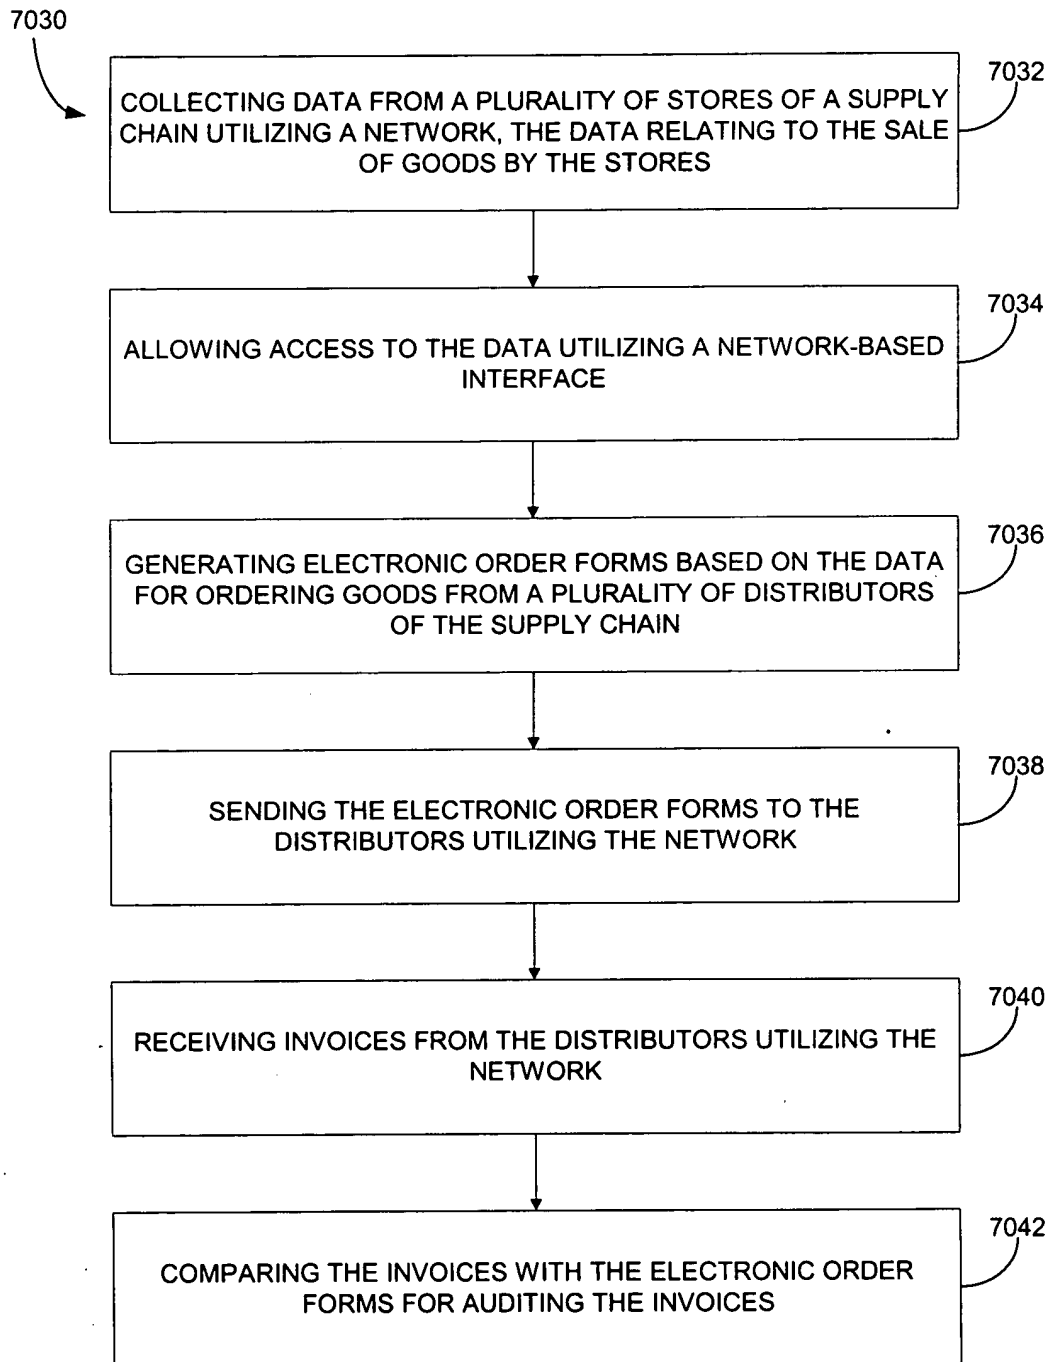 7030
7032
COLLECTING DATA FROM A PLURALITY OF STORES OF A SUPPLY
CHAIN UTILIZING A NETWORK, THE DATA RELATING TO THE SALE
OF GOODS BY THE STORES
7034
ALLOWING ACCESS TO THE DATA UTILIZING A NETWORK-BASED
INTERFACE
7036
GENERATING ELECTRONIC ORDER FORMS BASED ON THE DATA
FOR ORDERING GOODS FROM A PLURALITY OF DISTRIBUTORS
OF THE SUPPLY CHAIN
7038
SENDING THE ELECTRONIC ORDER FORMS TO THE
DISTRIBUTORS UTILIZING THE NETWORK
7040
RECEIVING INVOICES FROM THE DISTRIBUTORS UTILIZING THE
NETWORK
7042
COMPARING THE INVOICES WITH THE ELECTRONIC ORDER
FORMS FOR AUDITING THE INVOICES